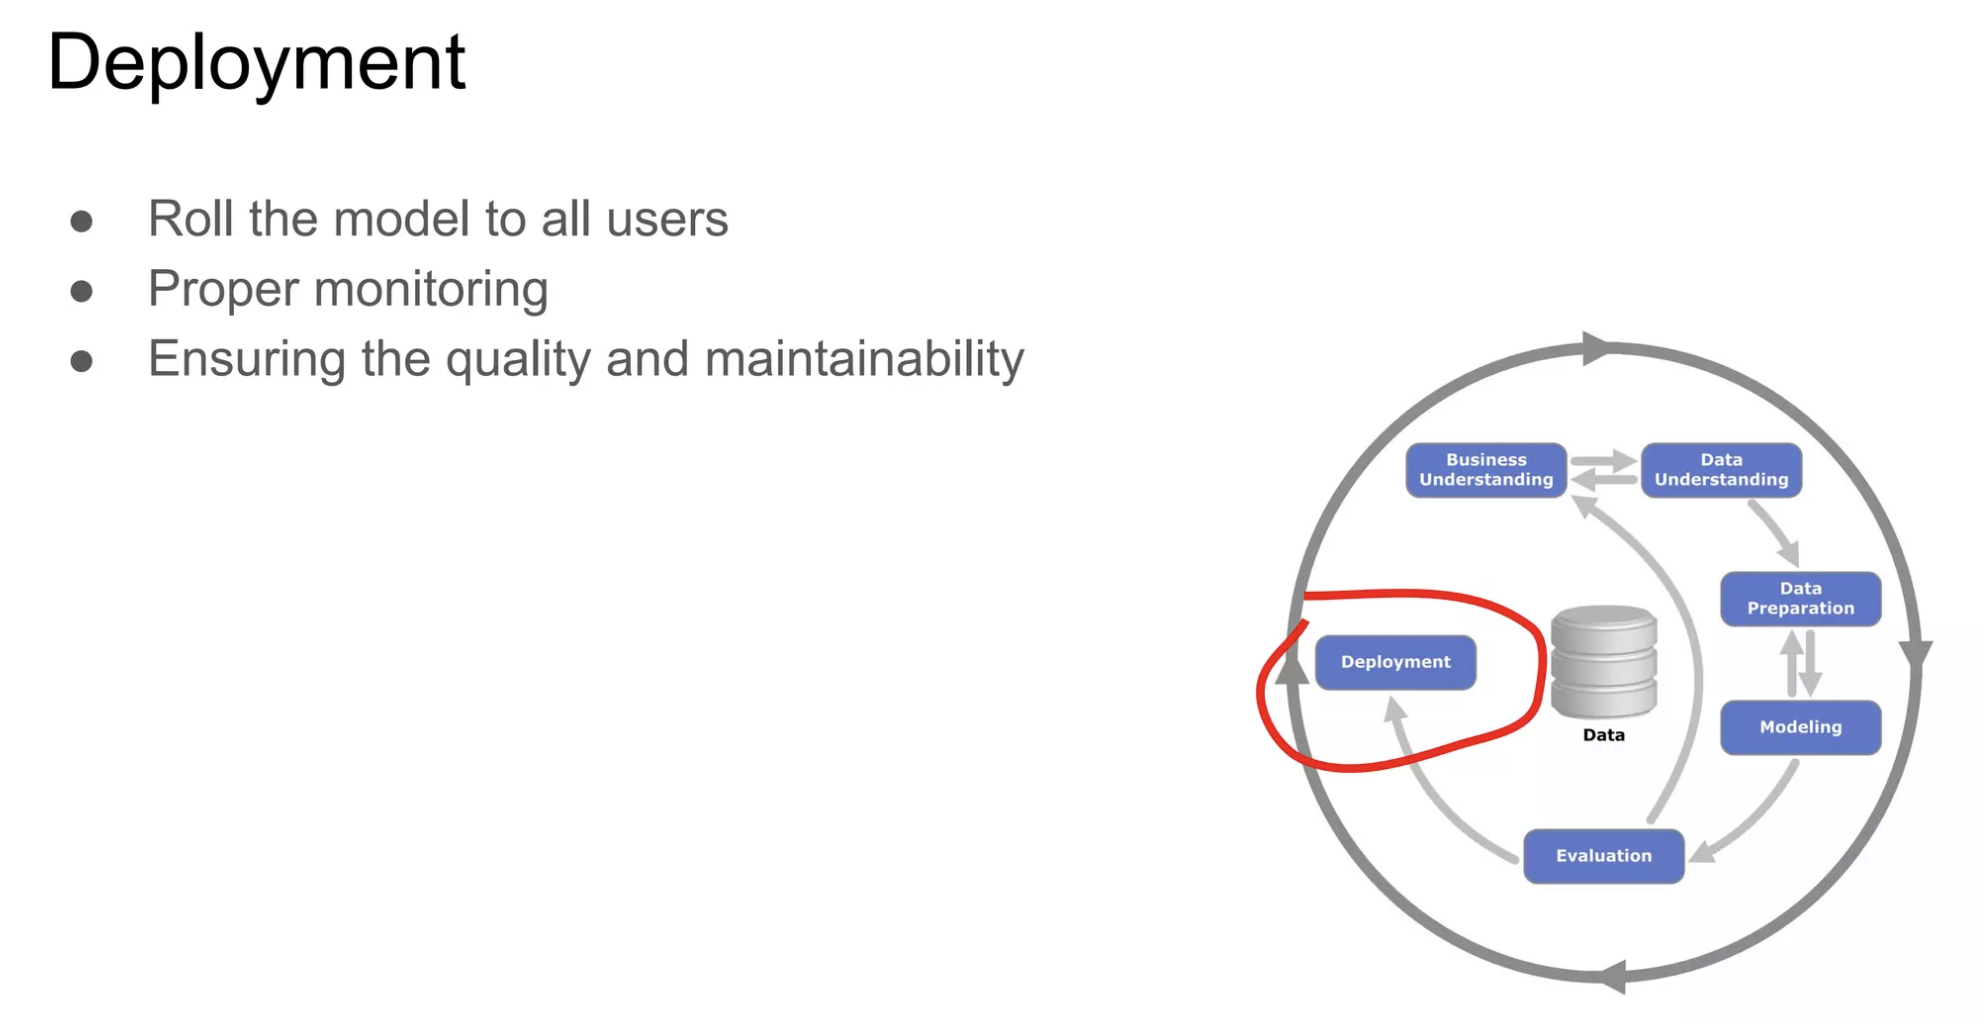 Deployment
● Roll the model to all users
● Proper monitoring
● Ensuring the quality and maintainability
Business
Understanding
Data
Understanding
Data
Preparation
Deployment
Data
Modeling
Evaluation